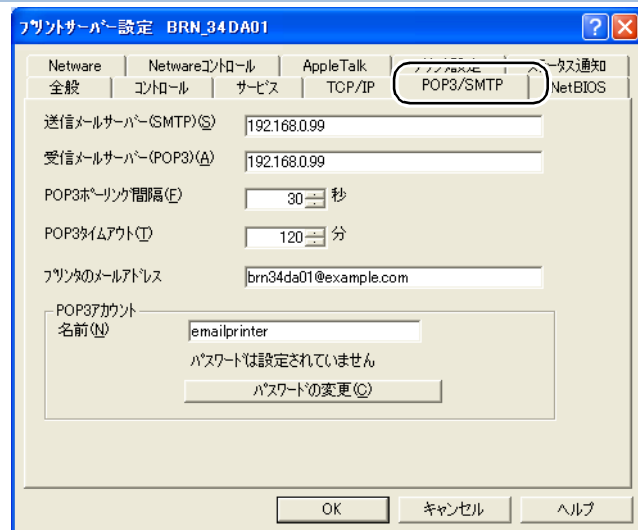 プリントサーバー設定 BRN_34DA01
Netware Netwareコントロール AppleTalk ステータス通知
全般 コントロール サービス TCP/IP POP3/SMTP NetBIOS
送信メールサーバー(SMTP)(S) 192.168.0.99
受信メールサーバー(POP3)(A) 192.168.0.99
POP3ポーリング間隔(F) 30 秒
POP3タイムアウト(T) 120 分
プリンタのメールアドレス brn34da01@example.com
POP3アカウント
名前(N) emailprinter
パスワードは設定されていません
パスワードの変更(C)
OK キャンセル ヘルプ